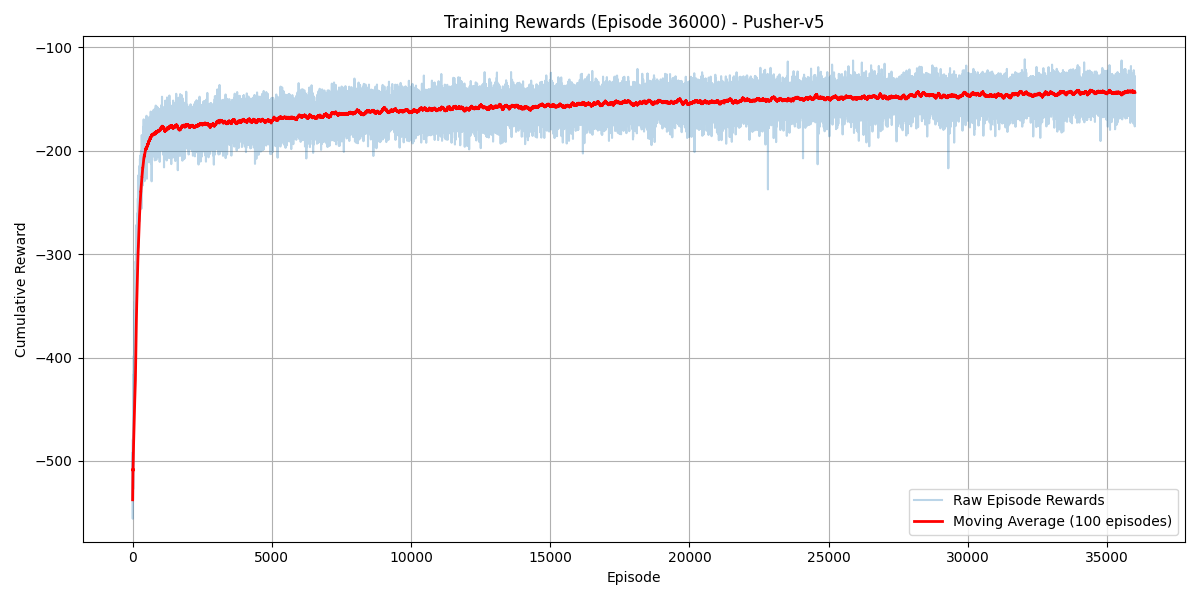 Training Rewards (Episode 36000) - Pusher-v5
Cumulative Reward
−100
−200
−300
−400
−500
0
5000
10000
15000
20000
25000
30000
35000
Episode
Raw Episode Rewards
Moving Average (100 episodes)